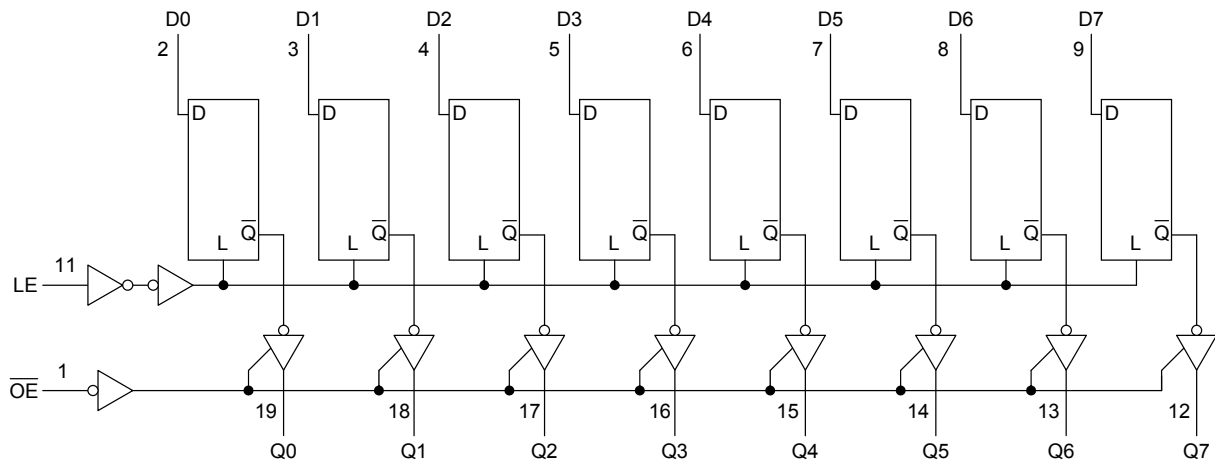 D0 D1 D2 D3 D4 D5 D6 D7
2 3 4 5 6 7 8 9
D D D D D D D D
Q̅ Q̅ Q̅ Q̅ Q̅ Q̅ Q̅ Q̅
L L L L L L L L
11
LE
1
O̅E̅
19 18 17 16 15 14 13 12
Q0 Q1 Q2 Q3 Q4 Q5 Q6 Q7